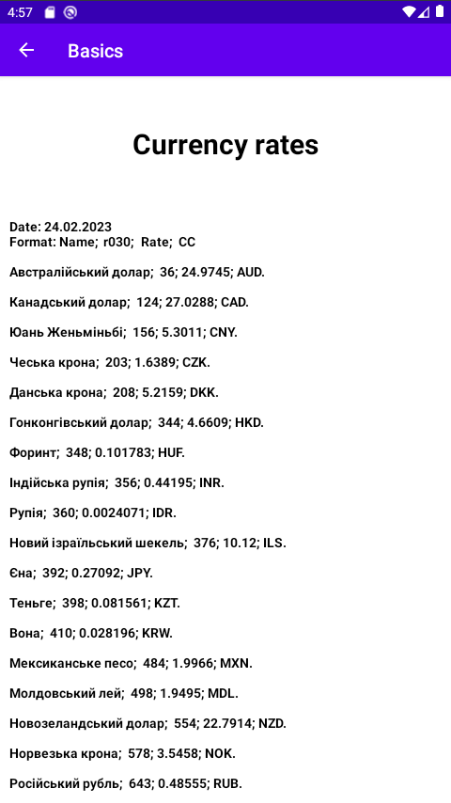 4:57
Basics
Currency rates
Date: 24.02.2023
Format: Name; r030; Rate; CC
Австралійський долар; 36; 24.9745; AUD.
Канадський долар; 124; 27.0288; CAD.
Юань Женьміньбі; 156; 5.3011; CNY.
Чеська крона; 203; 1.6389; CZK.
Данська крона; 208; 5.2159; DKK.
Гонконгівський долар; 344; 4.6609; HKD.
Форинт; 348; 0.101783; HUF.
Індійська рупія; 356; 0.44195; INR.
Рупія; 360; 0.0024071; IDR.
Новий ізраїльський шекель; 376; 10.12; ILS.
Єна; 392; 0.27092; JPY.
Теньге; 398; 0.081561; KZT.
Вона; 410; 0.028196; KRW.
Мексиканське песо; 484; 1.9966; MXN.
Молдовський лей; 498; 1.9495; MDL.
Новозеландський долар; 554; 22.7914; NZD.
Норвезька крона; 578; 3.5458; NOK.
Російський рубль; 643; 0.48555; RUB.